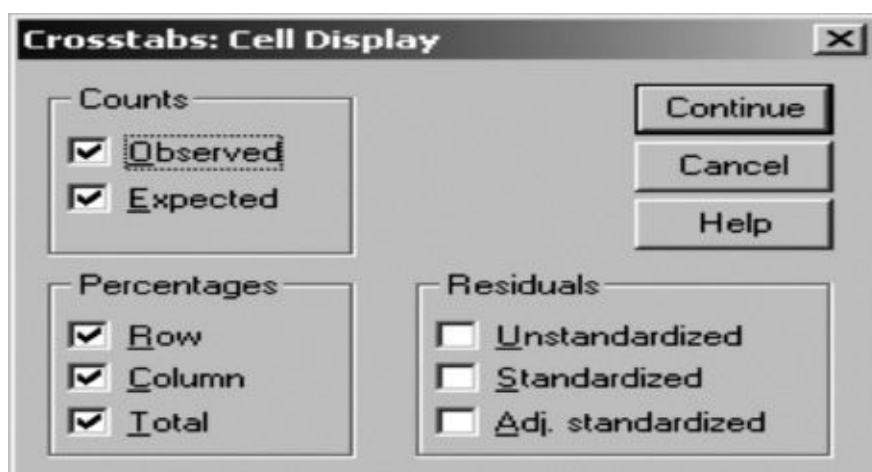 Crosstabs: Cell Display
Counts
Observed
Expected
Continue
Cancel
Help
Percentages
Row
Column
Total
Residuals
Unstandardized
Standardized
Adj. standardized